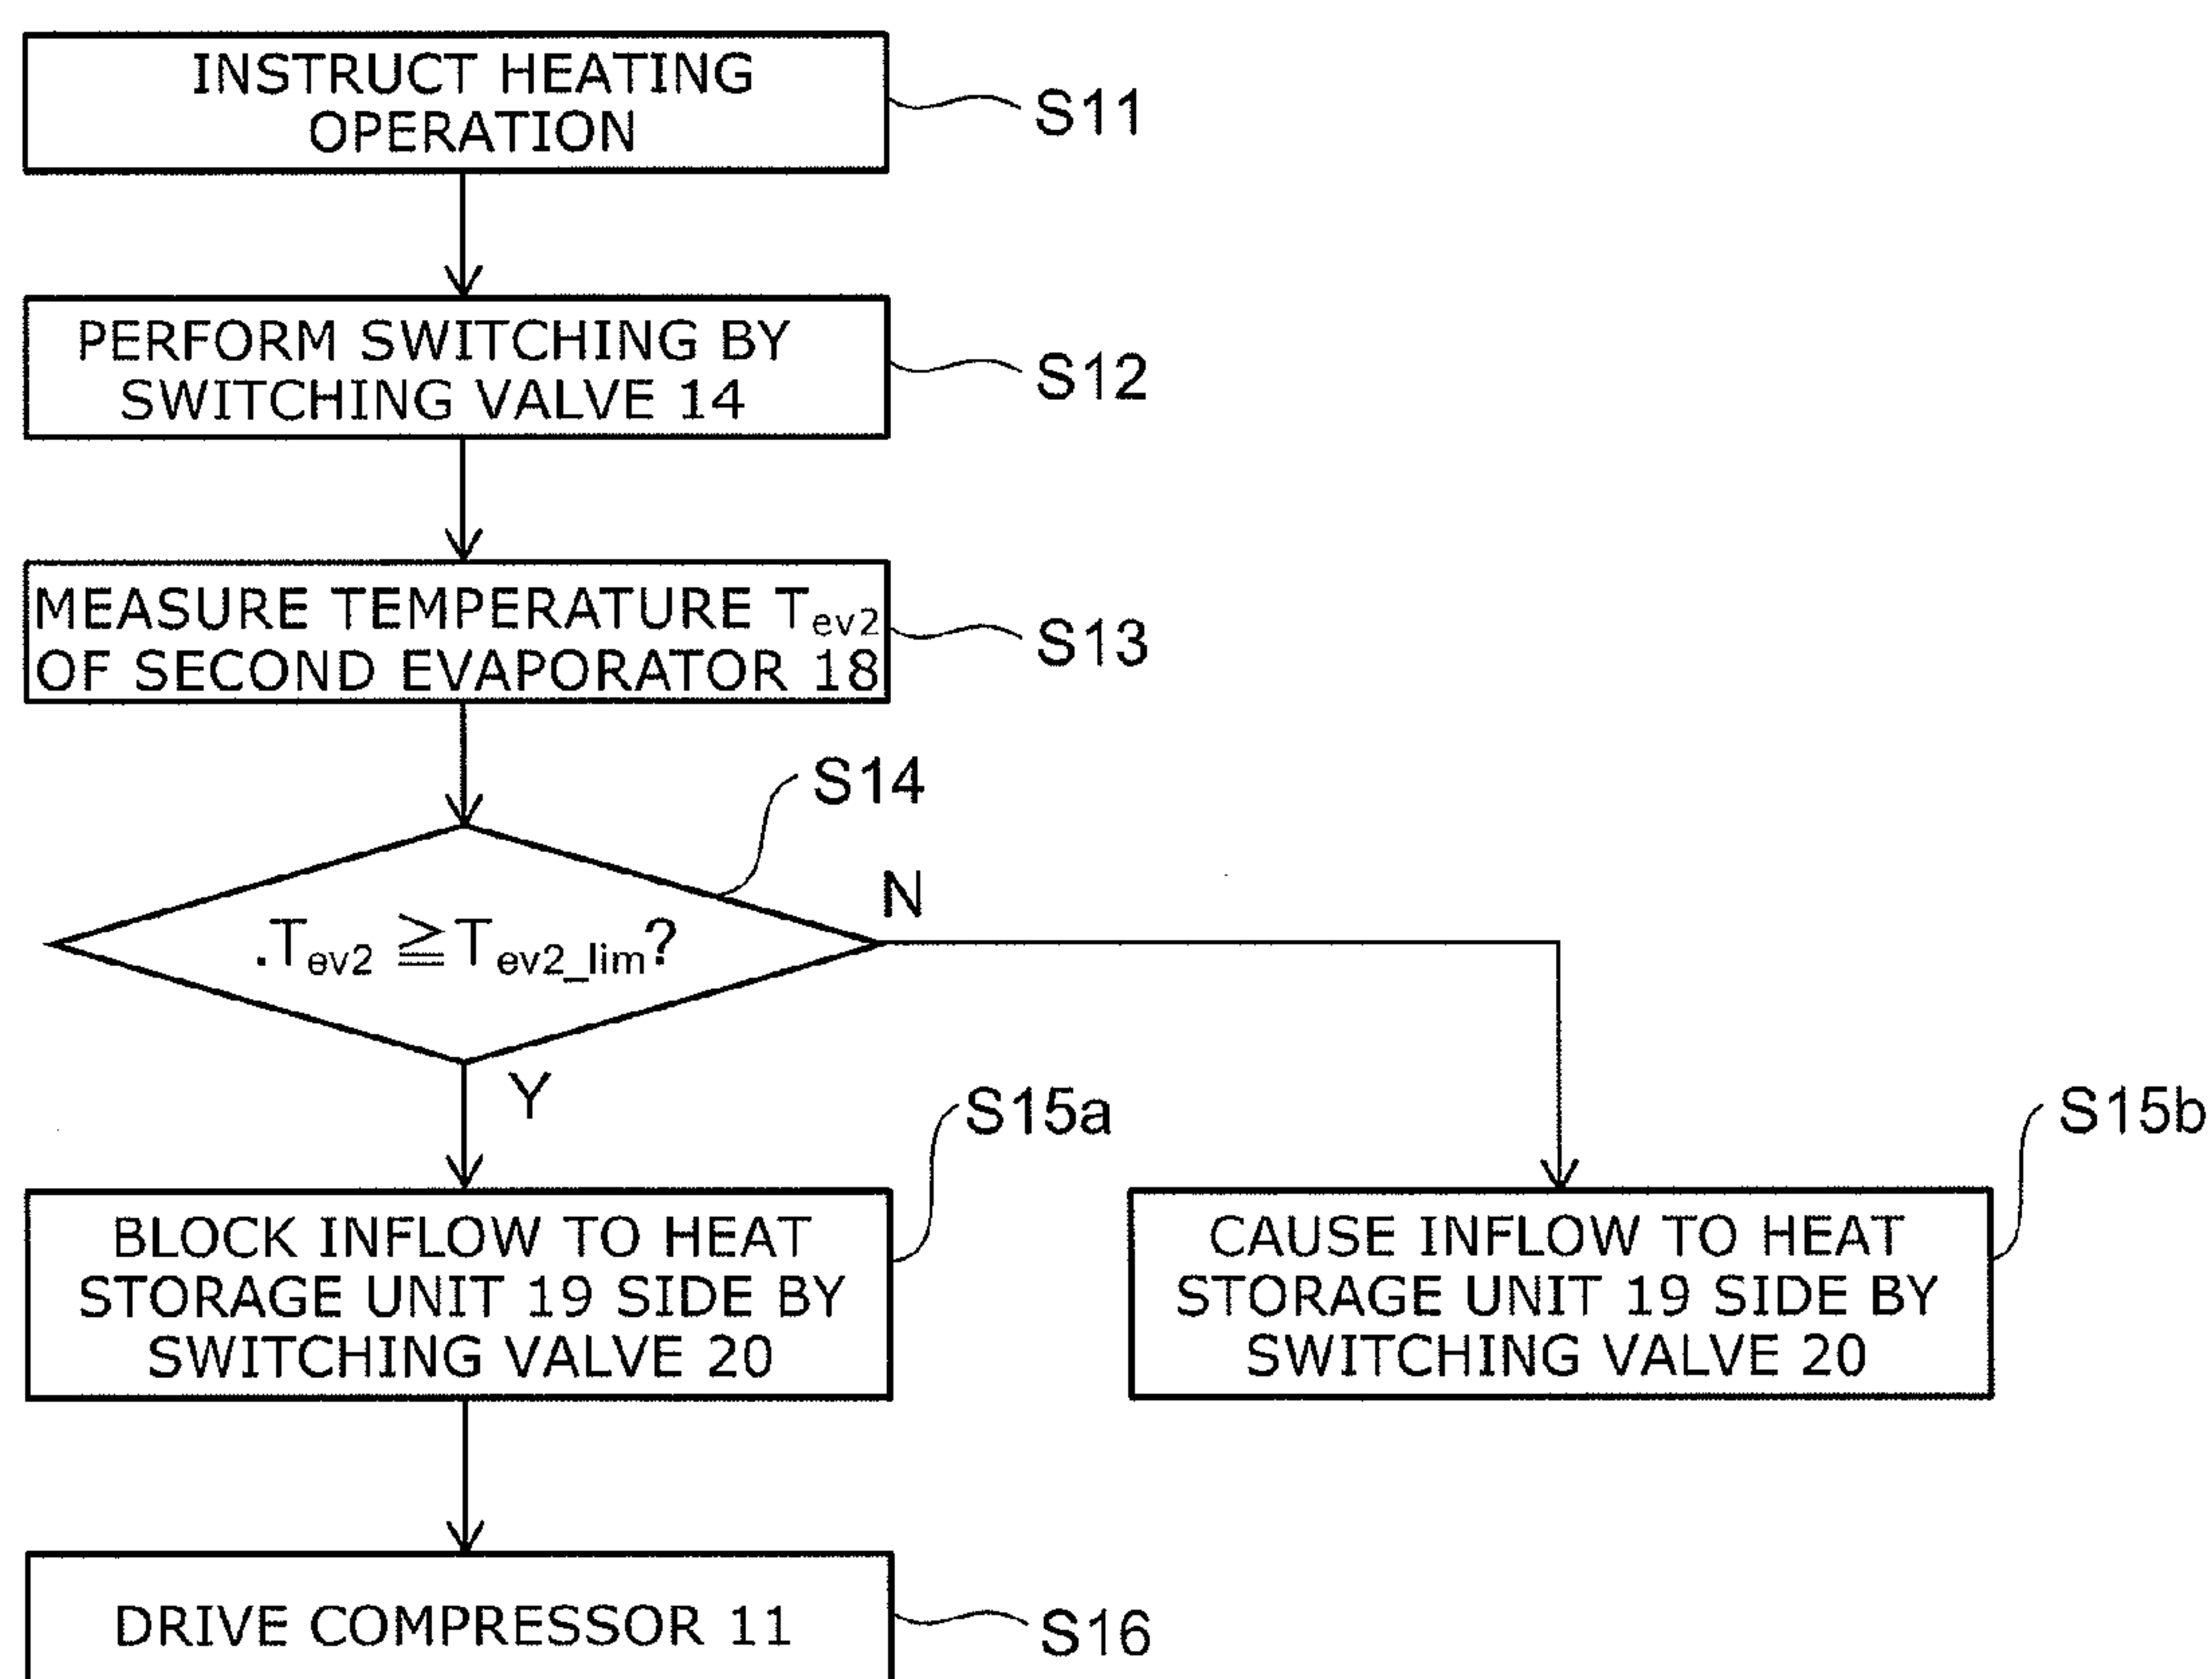 INSTRUCT HEATING
OPERATION
S11
PERFORM SWITCHING BY
SWITCHING VALVE 14
S12
MEASURE TEMPERATURE Tev2
OF SECOND EVAPORATOR 18
S13
S14
.Tev2 ≧ Tev2_lim?
N
Y
S15a
BLOCK INFLOW TO HEAT
STORAGE UNIT 19 SIDE BY
SWITCHING VALVE 20
S15b
CAUSE INFLOW TO HEAT
STORAGE UNIT 19 SIDE BY
SWITCHING VALVE 20
DRIVE COMPRESSOR 11
S16